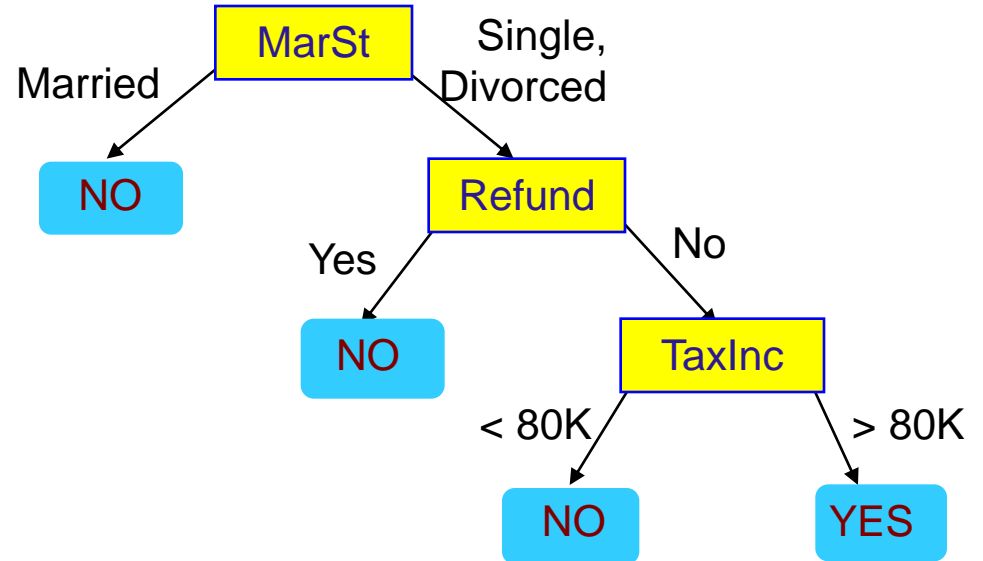 MarSt
Single,
Divorced
Married
NO
Refund
Yes
No
NO
TaxInc
< 80K
> 80K
NO
YES